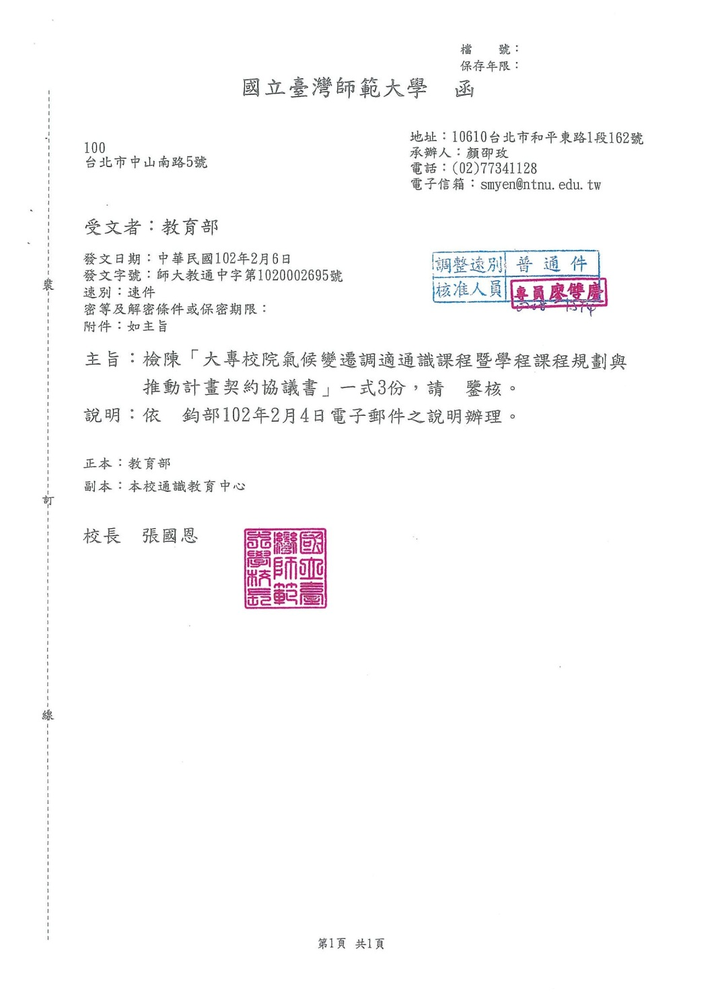 檔　號：
保存年限：
國立臺灣師範大學　函
地址：10610台北市和平東路1段162號
承辦人：顏邵玫
電話：(02)77341128
電子信箱：smyen@ntnu.edu.tw
100
台北市中山南路5號
受文者：教育部
發文日期：中華民國102年2月6日
發文字號：師大教通中字第1020002695號
速別：速件
密等及解密條件或保密期限：
附件：如主旨
調整速別 普通件
核准人員 專員廖雙慶
主旨：檢陳「大專校院氣候變遷調適通識課程暨學程課程規劃與
推動計畫契約協議書」一式3份，請　鑒核。
說明：依　鈞部102年2月4日電子郵件之說明辦理。
正本：教育部
副本：本校通識教育中心
校長　張國恩
國立臺灣師範大學校長
裝
訂
線
第1頁 共1頁